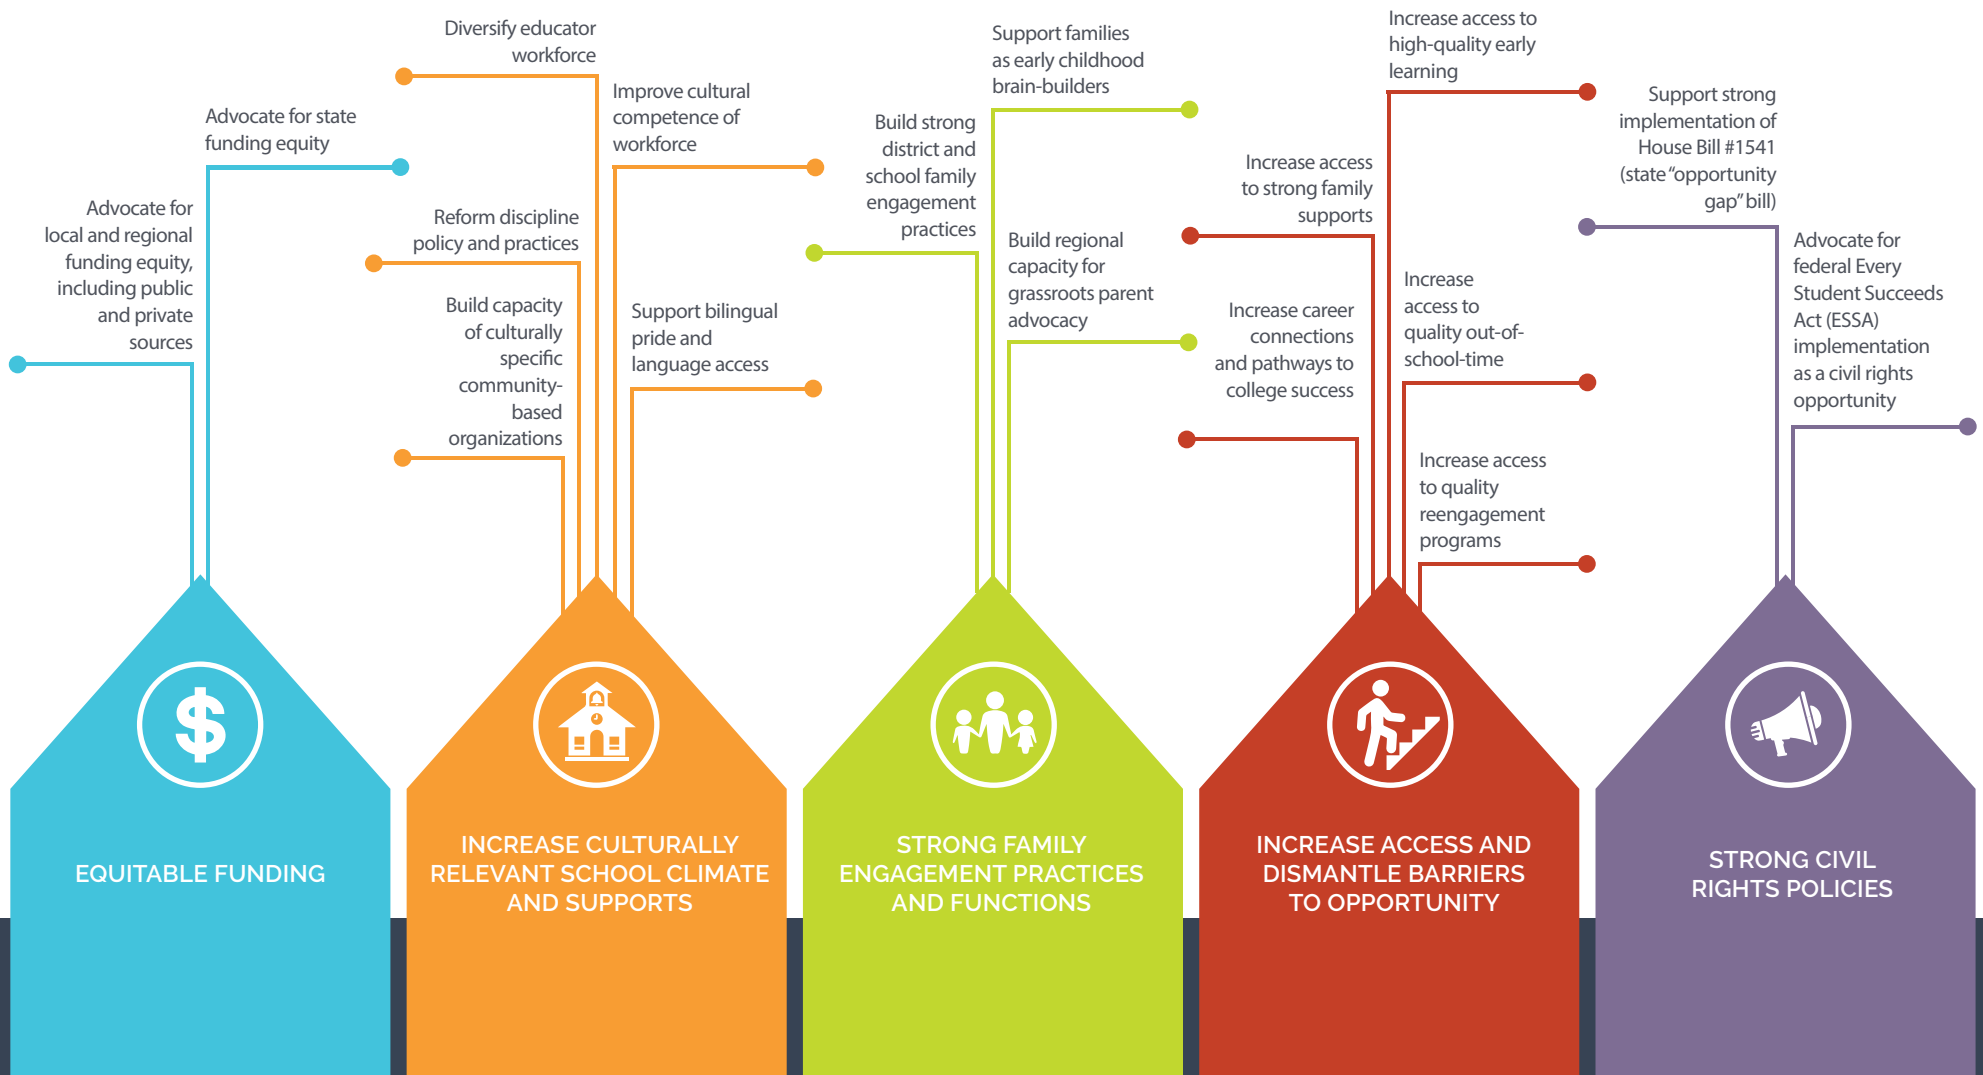 Advocate for state
funding equity
Advocate for
local and regional
funding equity,
including public
and private
sources
EQUITABLE FUNDING
Diversify educator
workforce
Improve cultural
competence of
workforce
Reform discipline
policy and practices
Build capacity
of culturally
specific
community-
based
organizations
Support bilingual
pride and
language access
INCREASE CULTURALLY
RELEVANT SCHOOL CLIMATE
AND SUPPORTS
Support families
as early childhood
brain-builders
Build strong
district and
school family
engagement
practices
Build regional
capacity for
grassroots parent
advocacy
STRONG FAMILY
ENGAGEMENT PRACTICES
AND FUNCTIONS
Increase access to
high-quality early
learning
Increase access
to strong family
supports
Increase career
connections
and pathways to
college success
Increase
access to
quality out-of-
school-time
Increase access
to quality
reengagement
programs
INCREASE ACCESS AND
DISMANTLE BARRIERS
TO OPPORTUNITY
Support strong
implementation of
House Bill #1541
(state “opportunity
gap” bill)
Advocate for
federal Every
Student Succeeds
Act (ESSA)
implementation
as a civil rights
opportunity
STRONG CIVIL
RIGHTS POLICIES
$